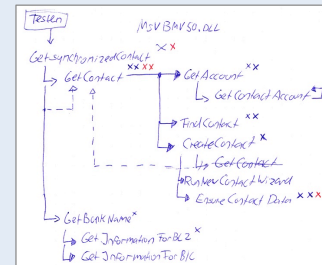 Testen
MSVBMV50.DLL
GetSynchronizedContact x x
GetContact x x x x
GetAccount x x
GetContactAccount
FindContact x x
CreateContact x
GetContact
RunNewContactWizard
EnsureContactData x x x
GetBankName x
GetInformationForBLZ x
GetInformationForBIC